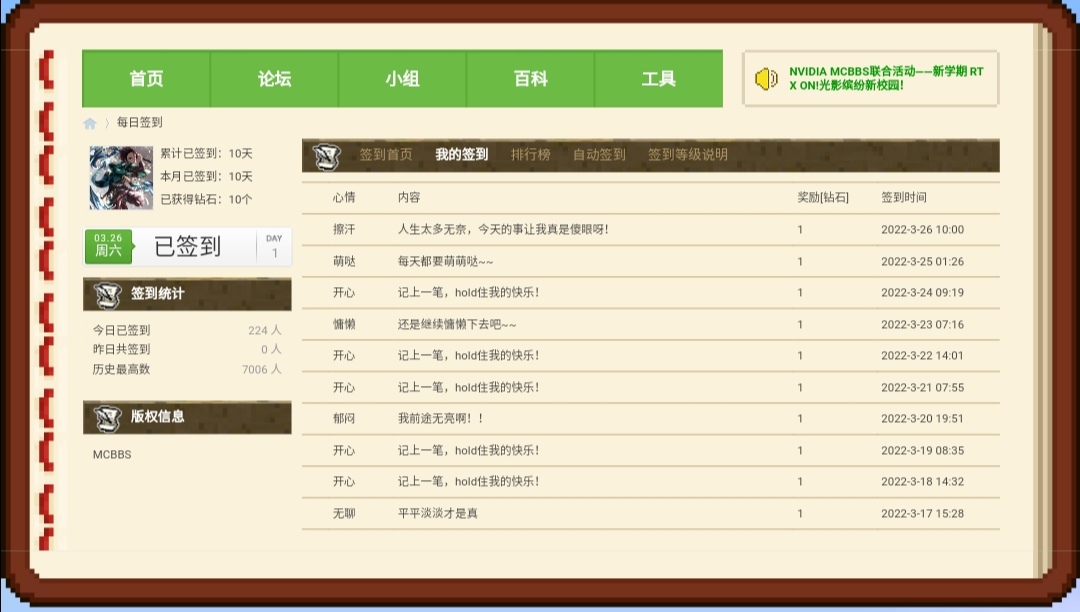 首页 论坛 小组 百科 工具
NVIDIA MCBBS联合活动——新学期 RT
X ON!光影缤纷新校园!
每日签到
累计已签到：10天
本月已签到：10天
已获得钻石：10个
03.26
周六
已签到
DAY
1
签到统计
今日已签到 224 人
昨日共签到 0 人
历史最高数 7006 人
版权信息
MCBBS
签到首页 我的签到 排行榜 自动签到 签到等级说明
心情 内容 奖励[钻石] 签到时间
擦汗 人生太多无奈，今天的事让我真是傻眼呀! 1 2022-3-26 10:00
萌哒 每天都要萌萌哒~~ 1 2022-3-25 01:26
开心 记上一笔，hold住我的快乐! 1 2022-3-24 09:19
慵懒 还是继续慵懒下去吧~~ 1 2022-3-23 07:16
开心 记上一笔，hold住我的快乐! 1 2022-3-22 14:01
开心 记上一笔，hold住我的快乐! 1 2022-3-21 07:55
郁闷 我前途无亮啊！！ 1 2022-3-20 19:51
开心 记上一笔，hold住我的快乐! 1 2022-3-19 08:35
开心 记上一笔，hold住我的快乐! 1 2022-3-18 14:32
无聊 平平淡淡才是真 1 2022-3-17 15:28